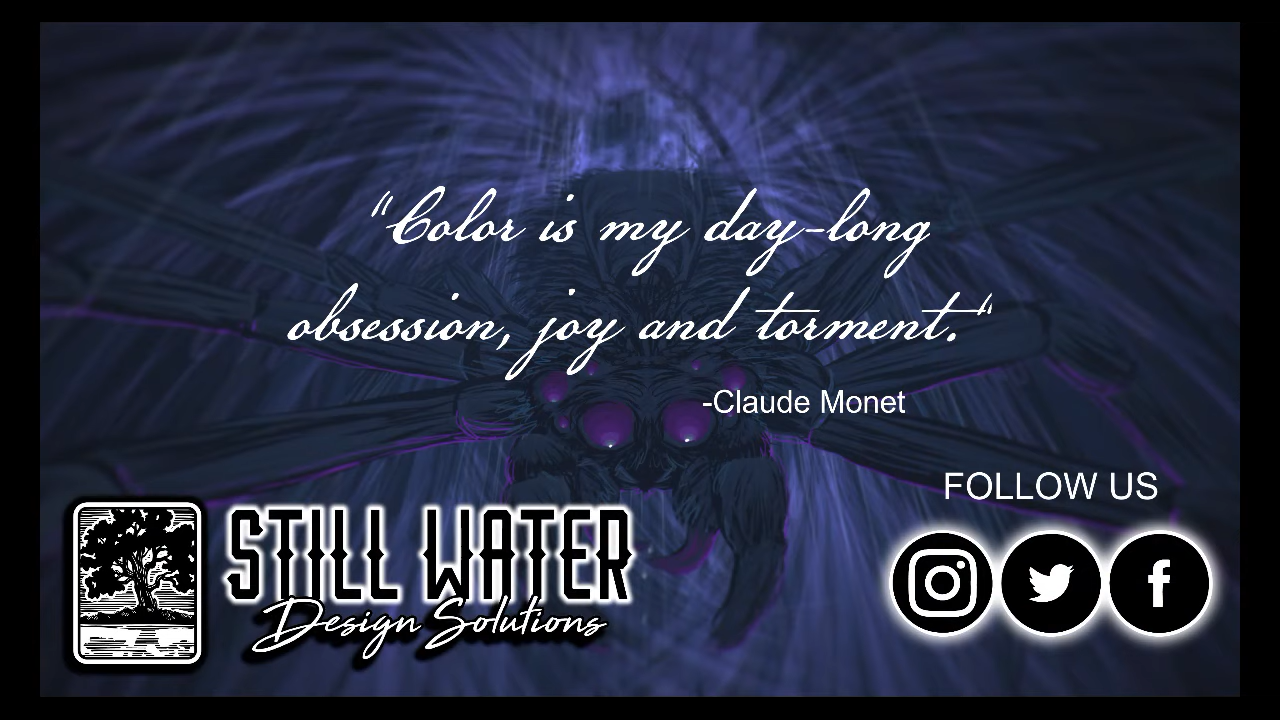 “Color is my day-long
obsession, joy and torment.“
-Claude Monet
FOLLOW US
STILL WATER
Design Solutions